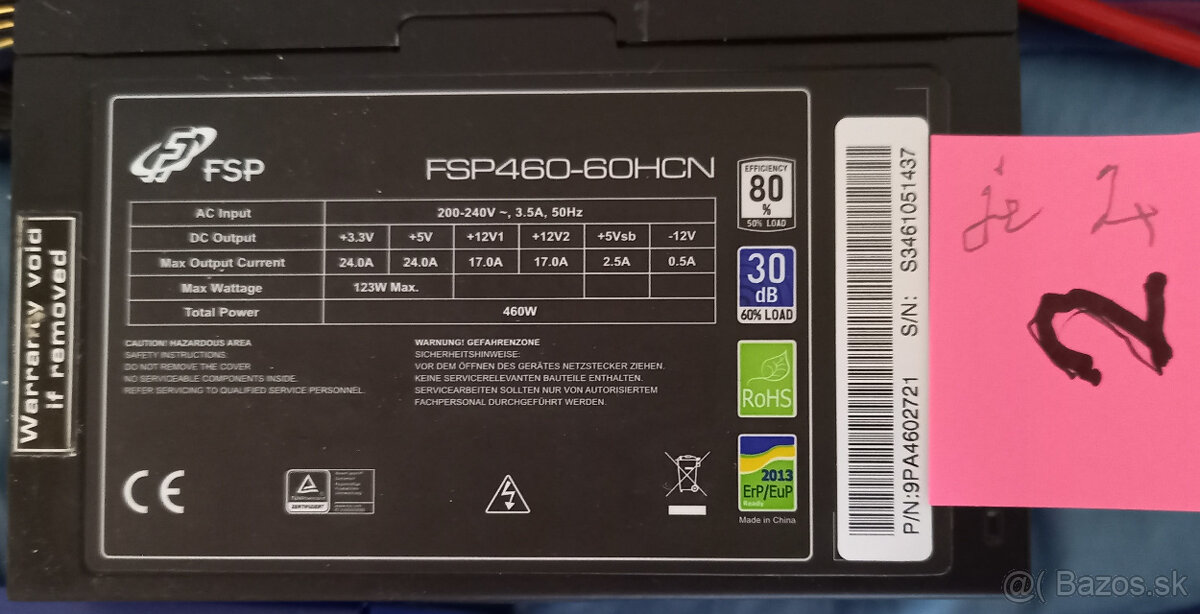 Warranty void
if removed
FSP
FSP460-60HCN
AC Input 200-240V ~, 3.5A, 50Hz
DC Output +3.3V +5V +12V1 +12V2 +5Vsb -12V
Max Output Current 24.0A 24.0A 17.0A 17.0A 2.5A 0.5A
Max Wattage 123W Max.
Total Power 460W
CAUTION! HAZARDOUS AREA
SAFETY INSTRUCTIONS:
DO NOT REMOVE THE COVER
NO SERVICEABLE COMPONENTS INSIDE.
REFER SERVICING TO QUALIFIED SERVICE PERSONNEL.
WARNUNG! GEFAHRENZONE
SICHERHEITSHINWEISE:
VOR DEM ÖFFNEN DES GERÄTES NETZSTECKER ZIEHEN.
KEINE SERVICERELEVANTEN BAUTEILE ENTHALTEN.
SERVICEARBEITEN SOLLTEN NUR VON AUTORISIERTEM
FACHPERSONAL DURCHGEFÜHRT WERDEN.
CE
EFFICIENCY
80
%
50% LOAD
30
dB
60% LOAD
RoHS
2013
ErP/EuP
Ready
Made in China
P/N:9PA4602721 S/N: S3461051437
je 2x
2
@( Bazos.sk